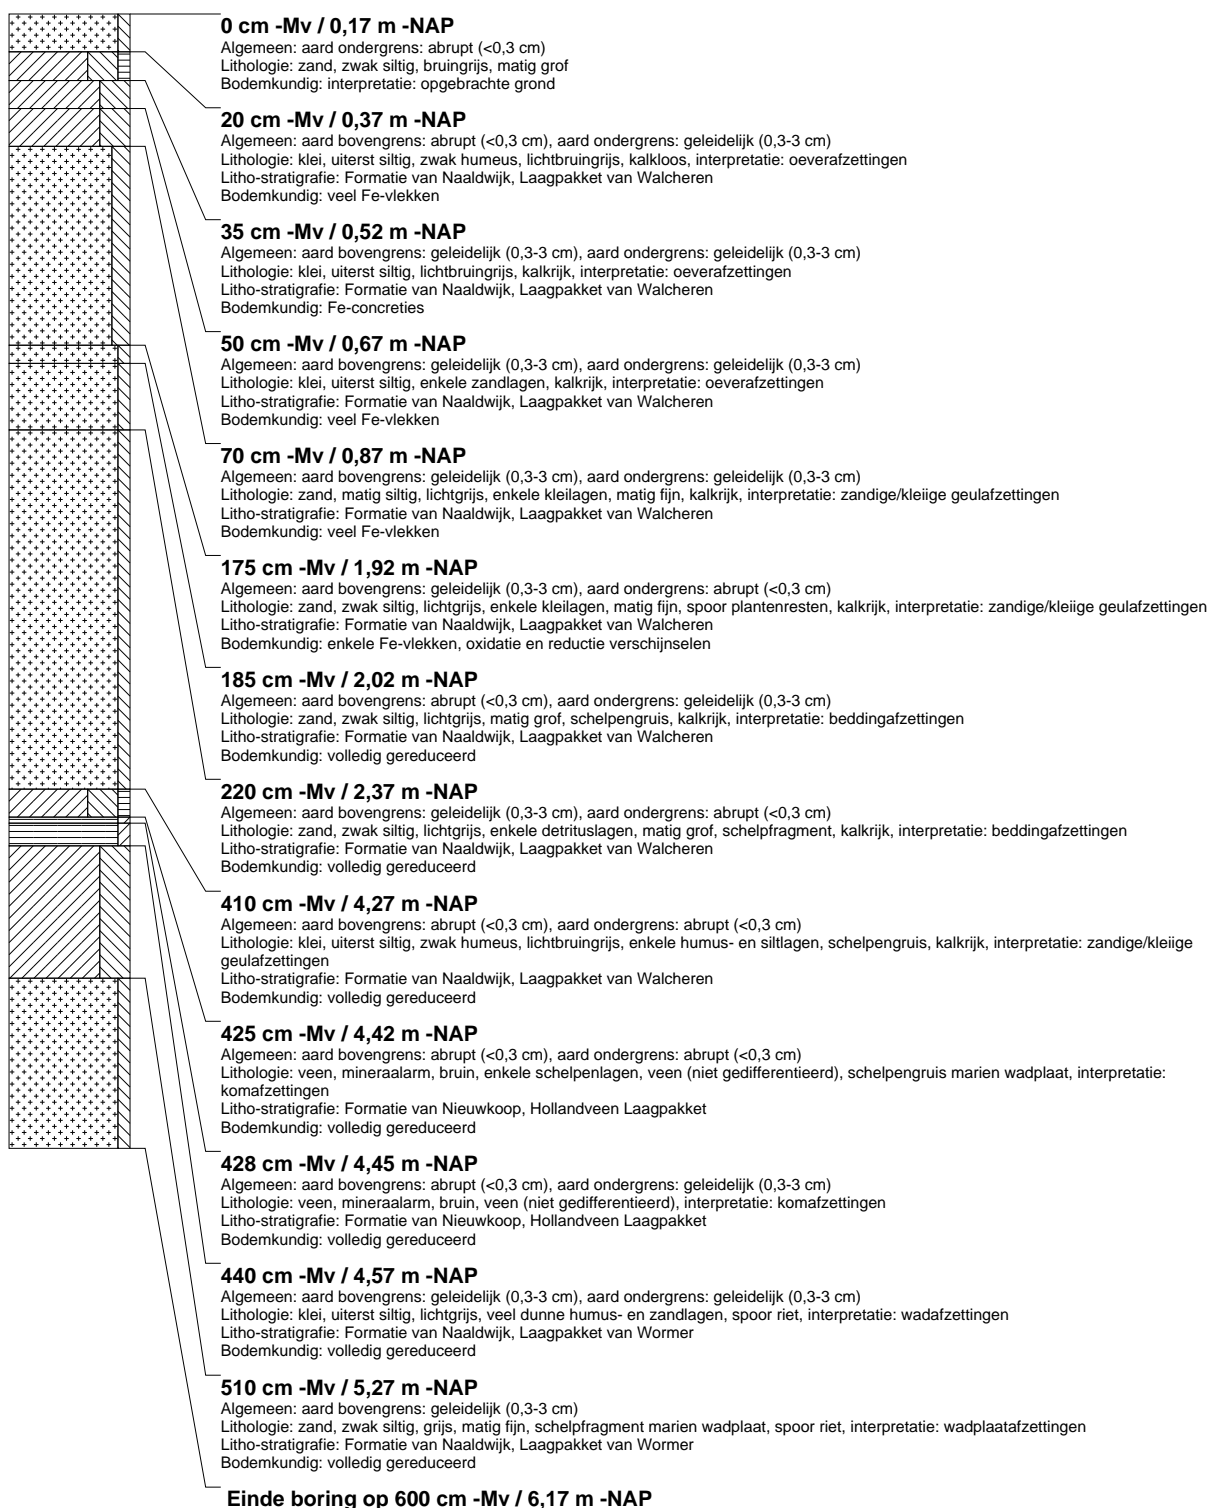 0 cm -Mv / 0,17 m -NAP
Algemeen: aard ondergrens: abrupt (<0,3 cm)
Lithologie: zand, zwak siltig, bruingrijs, matig grof
Bodemkundig: interpretatie: opgebrachte grond
20 cm -Mv / 0,37 m -NAP
Algemeen: aard bovengrens: abrupt (<0,3 cm), aard ondergrens: geleidelijk (0,3-3 cm)
Lithologie: klei, uiterst siltig, zwak humeus, lichtbruingrijs, kalkloos, interpretatie: oeverafzettingen
Litho-stratigrafie: Formatie van Naaldwijk, Laagpakket van Walcheren
Bodemkundig: veel Fe-vlekken
35 cm -Mv / 0,52 m -NAP
Algemeen: aard bovengrens: geleidelijk (0,3-3 cm), aard ondergrens: geleidelijk (0,3-3 cm)
Lithologie: klei, uiterst siltig, lichtbruingrijs, kalkrijk, interpretatie: oeverafzettingen
Litho-stratigrafie: Formatie van Naaldwijk, Laagpakket van Walcheren
Bodemkundig: Fe-concreties
50 cm -Mv / 0,67 m -NAP
Algemeen: aard bovengrens: geleidelijk (0,3-3 cm), aard ondergrens: geleidelijk (0,3-3 cm)
Lithologie: klei, uiterst siltig, enkele zandlagen, kalkrijk, interpretatie: oeverafzettingen
Litho-stratigrafie: Formatie van Naaldwijk, Laagpakket van Walcheren
Bodemkundig: veel Fe-vlekken
70 cm -Mv / 0,87 m -NAP
Algemeen: aard bovengrens: geleidelijk (0,3-3 cm), aard ondergrens: geleidelijk (0,3-3 cm)
Lithologie: zand, matig siltig, lichtgrijs, enkele kleilagen, matig fijn, kalkrijk, interpretatie: zandige/kleiige geulafzettingen
Litho-stratigrafie: Formatie van Naaldwijk, Laagpakket van Walcheren
Bodemkundig: veel Fe-vlekken
175 cm -Mv / 1,92 m -NAP
Algemeen: aard bovengrens: geleidelijk (0,3-3 cm), aard ondergrens: abrupt (<0,3 cm)
Lithologie: zand, zwak siltig, lichtgrijs, enkele kleilagen, matig fijn, spoor plantenresten, kalkrijk, interpretatie: zandige/kleiige geulafzettingen
Litho-stratigrafie: Formatie van Naaldwijk, Laagpakket van Walcheren
Bodemkundig: enkele Fe-vlekken, oxidatie en reductie verschijnselen
185 cm -Mv / 2,02 m -NAP
Algemeen: aard bovengrens: abrupt (<0,3 cm), aard ondergrens: geleidelijk (0,3-3 cm)
Lithologie: zand, zwak siltig, lichtgrijs, matig grof, schelpengruis, kalkrijk, interpretatie: beddingafzettingen
Litho-stratigrafie: Formatie van Naaldwijk, Laagpakket van Walcheren
Bodemkundig: volledig gereduceerd
220 cm -Mv / 2,37 m -NAP
Algemeen: aard bovengrens: geleidelijk (0,3-3 cm), aard ondergrens: abrupt (<0,3 cm)
Lithologie: zand, zwak siltig, lichtgrijs, enkele detrituslagen, matig grof, schelpfragment, kalkrijk, interpretatie: beddingafzettingen
Litho-stratigrafie: Formatie van Naaldwijk, Laagpakket van Walcheren
Bodemkundig: volledig gereduceerd
410 cm -Mv / 4,27 m -NAP
Algemeen: aard bovengrens: abrupt (<0,3 cm), aard ondergrens: abrupt (<0,3 cm)
Lithologie: klei, uiterst siltig, zwak humeus, lichtbruingrijs, enkele humus- en siltlagen, schelpengruis, kalkrijk, interpretatie: zandige/kleiige
geulafzettingen
Litho-stratigrafie: Formatie van Naaldwijk, Laagpakket van Walcheren
Bodemkundig: volledig gereduceerd
425 cm -Mv / 4,42 m -NAP
Algemeen: aard bovengrens: abrupt (<0,3 cm), aard ondergrens: abrupt (<0,3 cm)
Lithologie: veen, mineraalarm, bruin, enkele schelpenlagen, veen (niet gedifferentieerd), schelpengruis marien wadplaat, interpretatie:
komafzettingen
Litho-stratigrafie: Formatie van Nieuwkoop, Hollandveen Laagpakket
Bodemkundig: volledig gereduceerd
428 cm -Mv / 4,45 m -NAP
Algemeen: aard bovengrens: abrupt (<0,3 cm), aard ondergrens: geleidelijk (0,3-3 cm)
Lithologie: veen, mineraalarm, bruin, veen (niet gedifferentieerd), interpretatie: komafzettingen
Litho-stratigrafie: Formatie van Nieuwkoop, Hollandveen Laagpakket
Bodemkundig: volledig gereduceerd
440 cm -Mv / 4,57 m -NAP
Algemeen: aard bovengrens: geleidelijk (0,3-3 cm), aard ondergrens: geleidelijk (0,3-3 cm)
Lithologie: klei, uiterst siltig, lichtgrijs, veel dunne humus- en zandlagen, spoor riet, interpretatie: wadafzettingen
Litho-stratigrafie: Formatie van Naaldwijk, Laagpakket van Wormer
Bodemkundig: volledig gereduceerd
510 cm -Mv / 5,27 m -NAP
Algemeen: aard bovengrens: geleidelijk (0,3-3 cm)
Lithologie: zand, zwak siltig, grijs, matig fijn, schelpfragment marien wadplaat, spoor riet, interpretatie: wadplaatafzettingen
Litho-stratigrafie: Formatie van Naaldwijk, Laagpakket van Wormer
Bodemkundig: volledig gereduceerd
Einde boring op 600 cm -Mv / 6,17 m -NAP